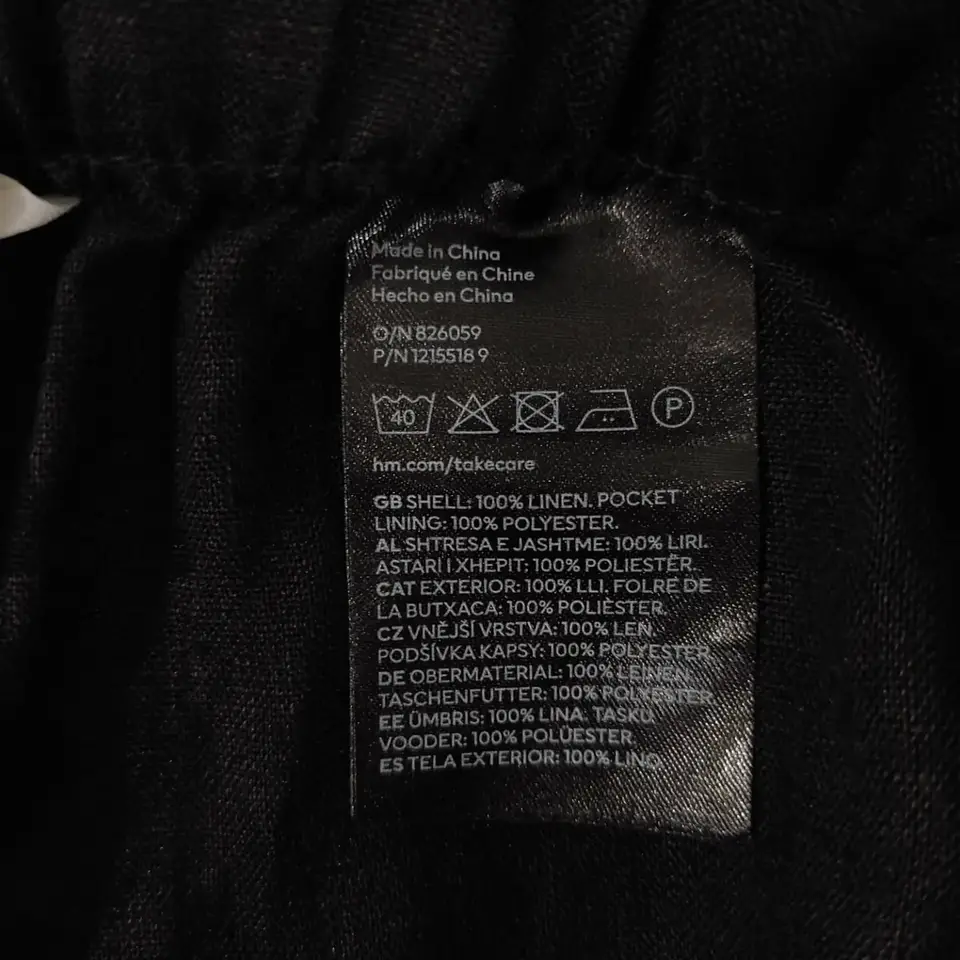 Made in China
Fabriqué en Chine
Hecho en China
O/N 826059
P/N 1215518 9
40
P
hm.com/takecare
GB SHELL: 100% LINEN. POCKET
LINING: 100% POLYESTER.
AL SHTRESA E JASHTME: 100% LIRI.
ASTARI I XHEPIT: 100% POLIESTËR.
CAT EXTERIOR: 100% LLI. FOLRE DE
LA BUTXACA: 100% POLIÈSTER.
CZ VNĚJŠÍ VRSTVA: 100% LEN.
PODŠÍVKA KAPSY: 100% POLYESTER
DE OBERMATERIAL: 100% LEINEN.
TASCHENFUTTER: 100% POLYESTER
EE ÜMBRIS: 100% LINA. TASKU
VOODER: 100% POLÜESTER.
ES TELA EXTERIOR: 100% LINO.